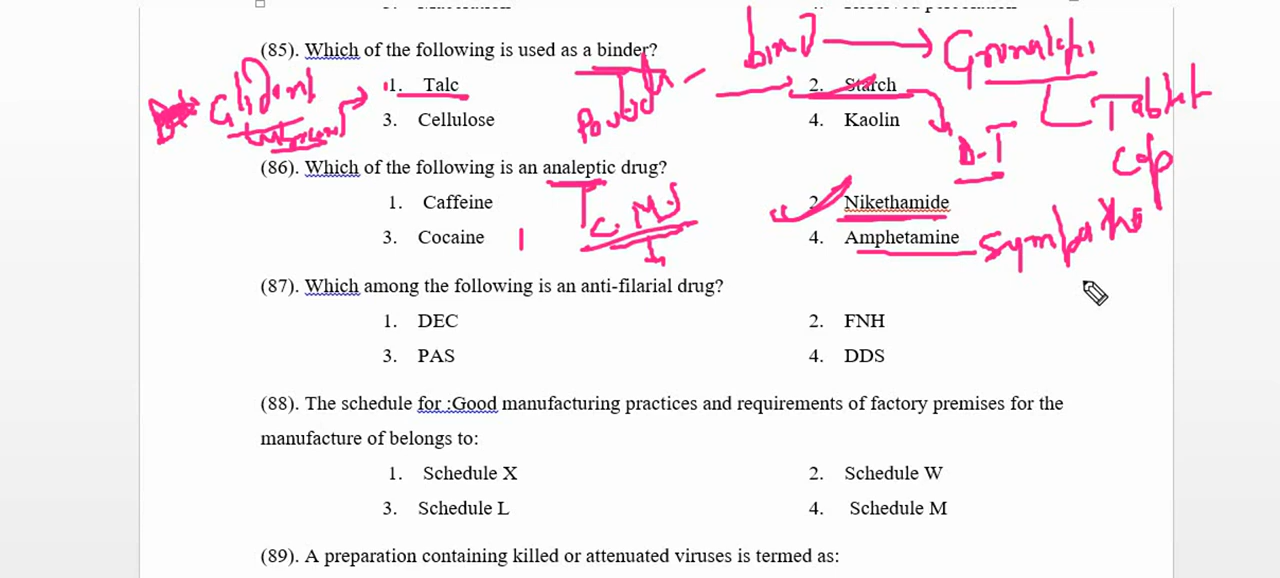 (85). Which of the following is used as a binder?
bind → 
1. Talc
2. Starch
Glidant
3. Cellulose
4. Kaolin
Powder
Tablet
Cap
D.T
(86). Which of the following is an analeptic drug?
1. Caffeine
2. Nikethamide
C.N.S
3. Cocaine
4. Amphetamine
(87). Which among the following is an anti-filarial drug?
1. DEC
2. FNH
3. PAS
4. DDS
(88). The schedule for :Good manufacturing practices and requirements of factory premises for the
manufacture of belongs to:
1. Schedule X
2. Schedule W
3. Schedule L
4. Schedule M
(89). A preparation containing killed or attenuated viruses is termed as: